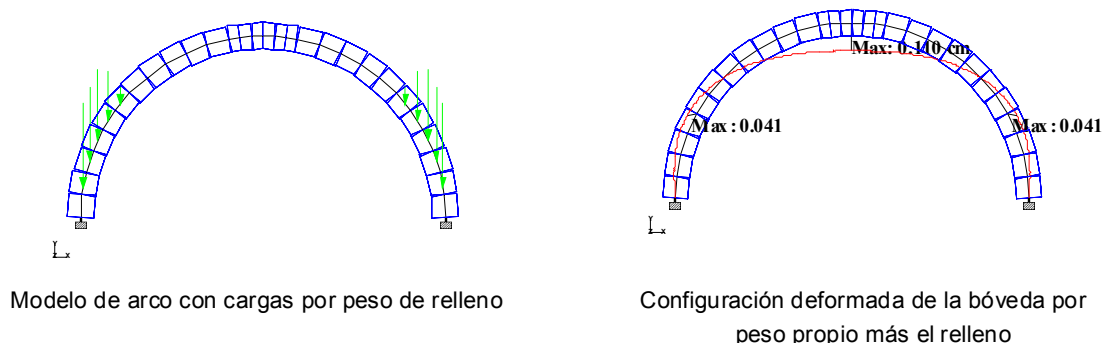 Max: 0.110 cm
Max : 0.041
Max : 0.041
Y
Z X
Y
Z X
Modelo de arco con cargas por peso de relleno
Configuración deformada de la bóveda por
peso propio más el relleno